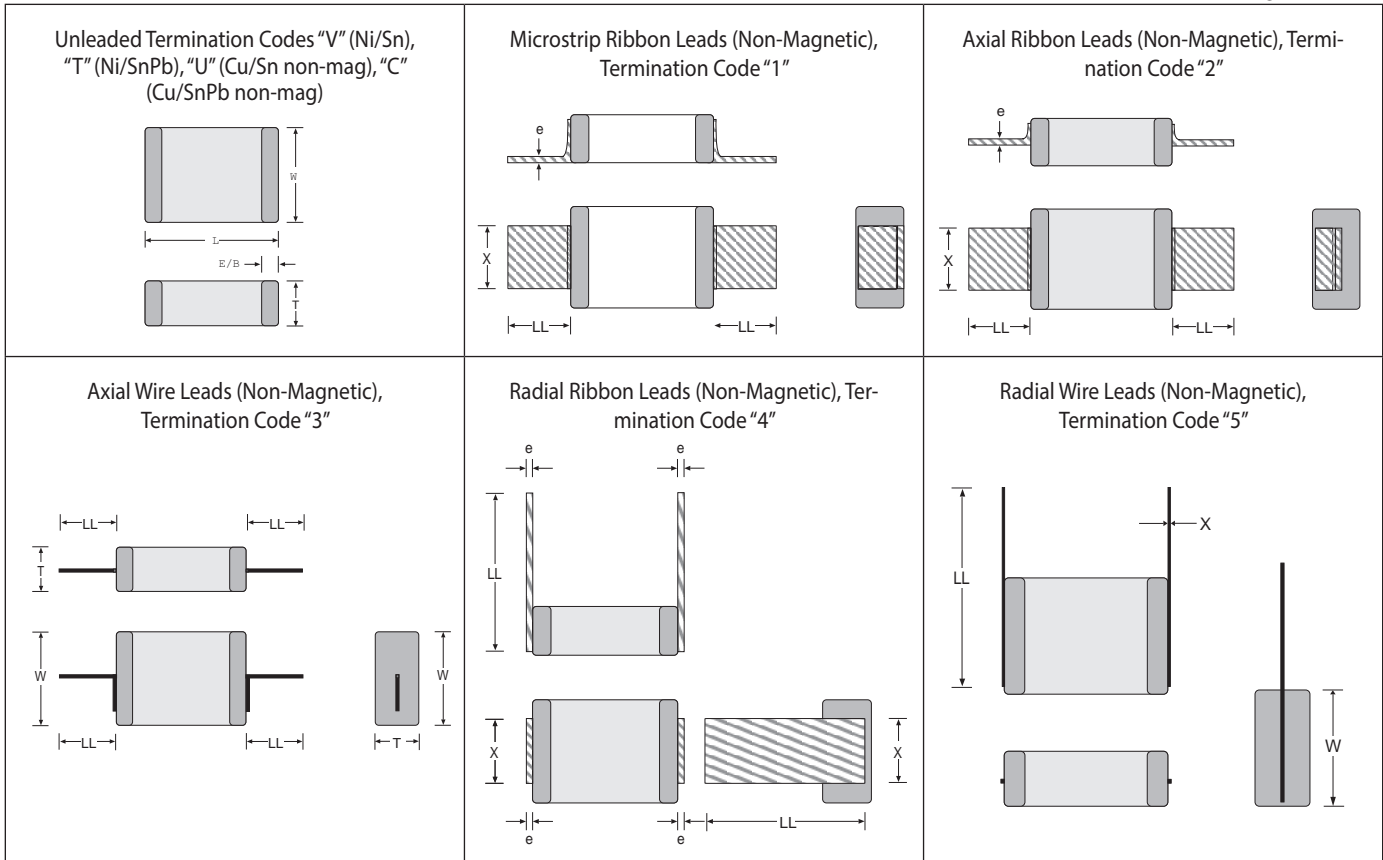 Unleaded Termination Codes “V” (Ni/Sn),
“T” (Ni/SnPb), “U” (Cu/Sn non-mag), “C”
(Cu/SnPb non-mag)
W
L
E/B
T
Microstrip Ribbon Leads (Non-Magnetic),
Termination Code “1”
e
X
LL
LL
Axial Ribbon Leads (Non-Magnetic), Termi-
nation Code “2”
e
X
LL
LL
Axial Wire Leads (Non-Magnetic),
Termination Code “3”
LL
LL
T
W
W
LL
LL
T
Radial Ribbon Leads (Non-Magnetic), Ter-
mination Code “4”
e
e
LL
X
X
LL
e
e
Radial Wire Leads (Non-Magnetic),
Termination Code “5”
X
LL
W